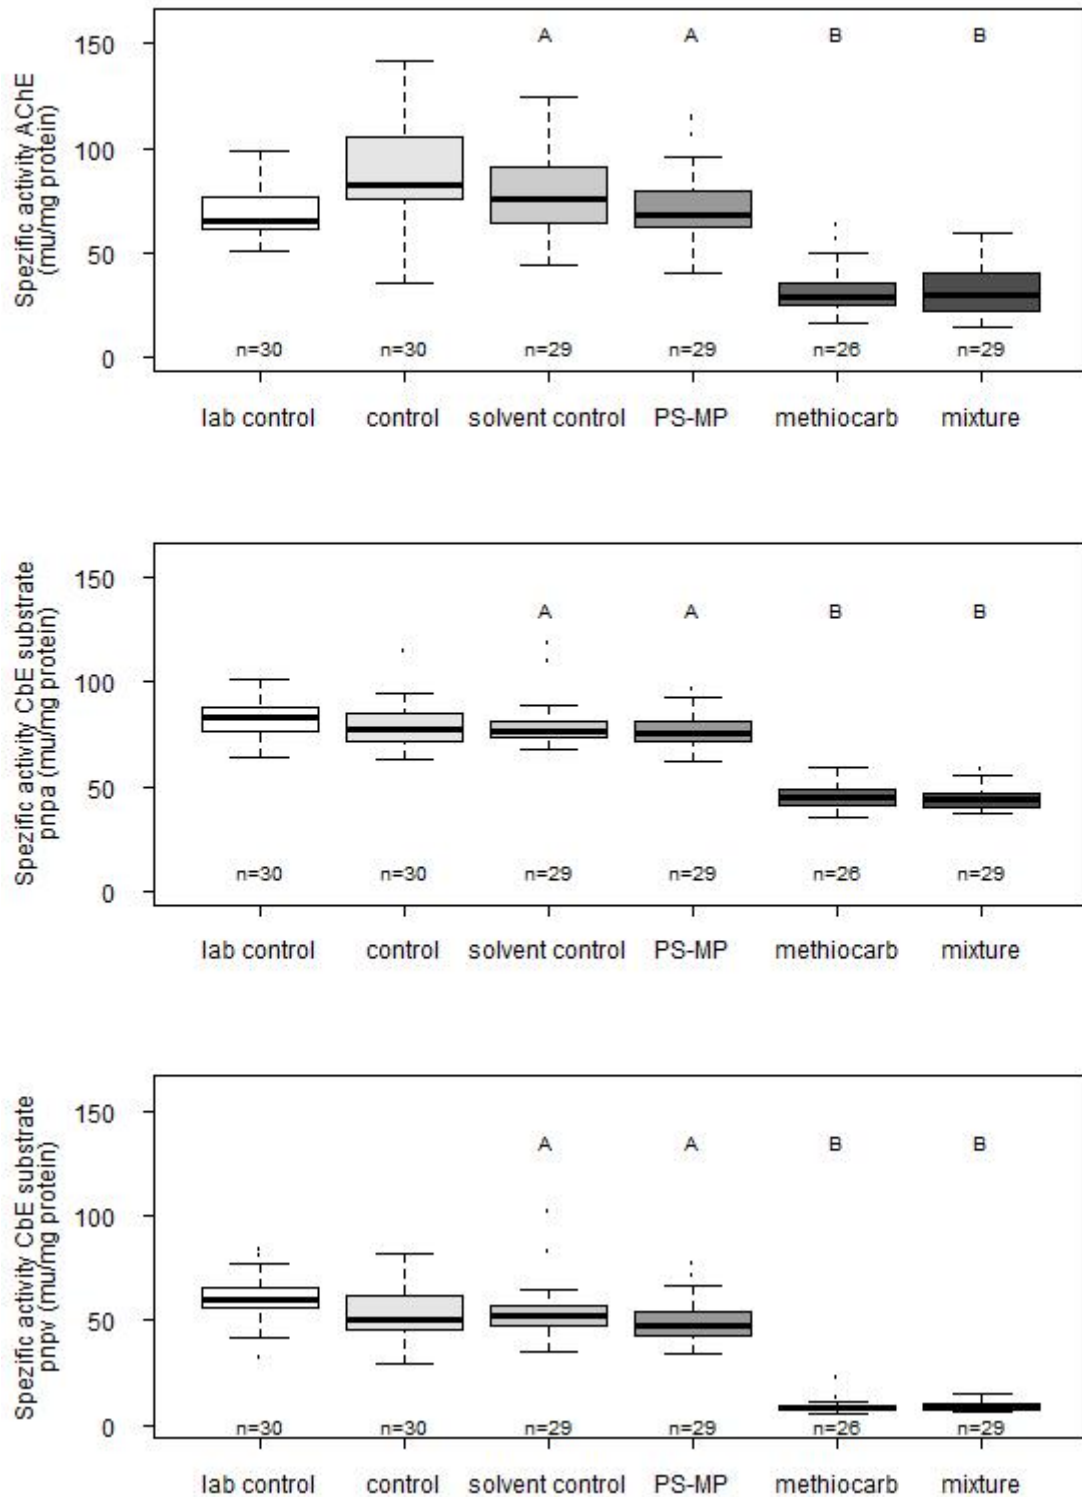 Spezific activity AChE
(mu/mg protein)
150
100
50
0
A A B B
n=30 n=30 n=29 n=29 n=26 n=29
lab control control solvent control PS-MP methiocarb mixture
Spezific activity CbE substrate
pnpa (mu/mg protein)
150
100
50
0
A A B B
n=30 n=30 n=29 n=29 n=26 n=29
lab control control solvent control PS-MP methiocarb mixture
Spezific activity CbE substrate
pnpv (mu/mg protein)
150
100
50
0
A A B B
n=30 n=30 n=29 n=29 n=26 n=29
lab control control solvent control PS-MP methiocarb mixture